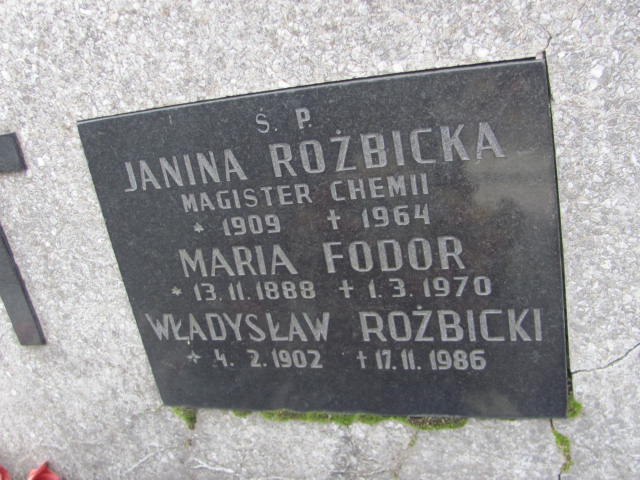 Ś. P.
JANINA ROŻBICKA
MAGISTER CHEMII
* 1909 † 1964
MARIA FODOR
* 13.11.1888 † 1.3.1970
WŁADYSŁAW ROŻBICKI
* 4.2.1902 † 17.11.1986